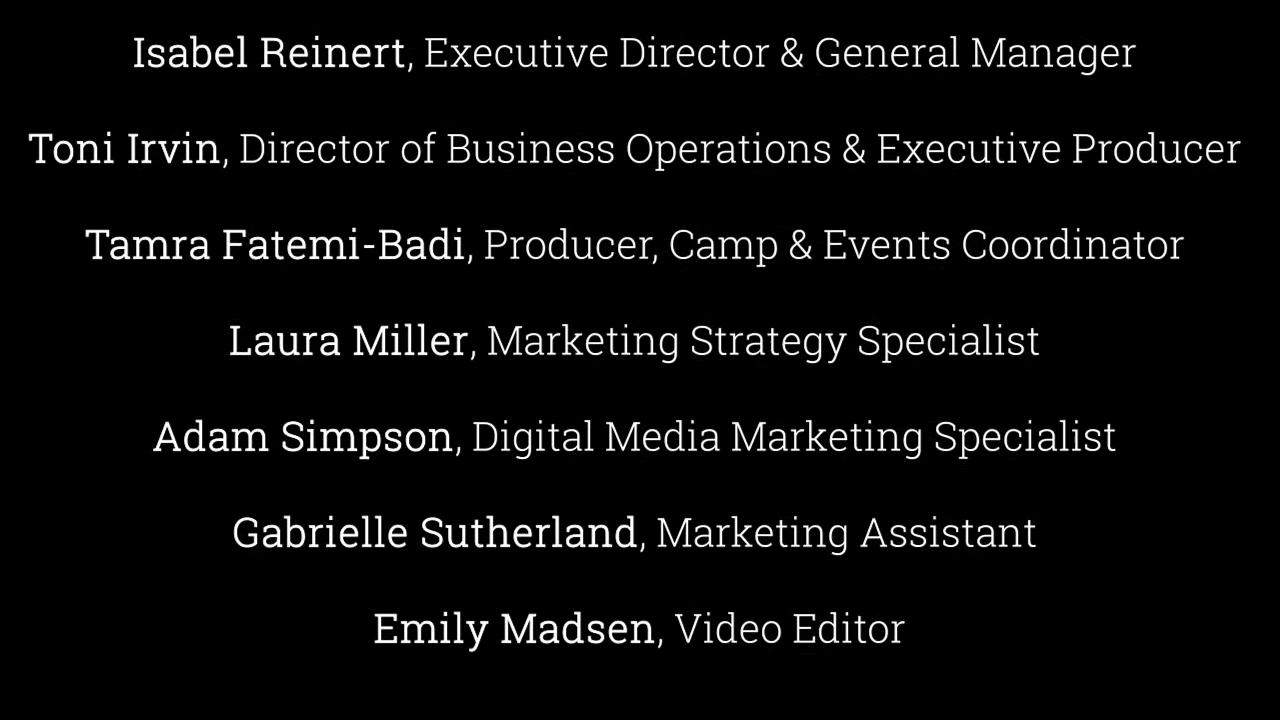 Isabel Reinert, Executive Director & General Manager
Toni Irvin, Director of Business Operations & Executive Producer
Tamra Fatemi-Badi, Producer, Camp & Events Coordinator
Laura Miller, Marketing Strategy Specialist
Adam Simpson, Digital Media Marketing Specialist
Gabrielle Sutherland, Marketing Assistant
Emily Madsen, Video Editor